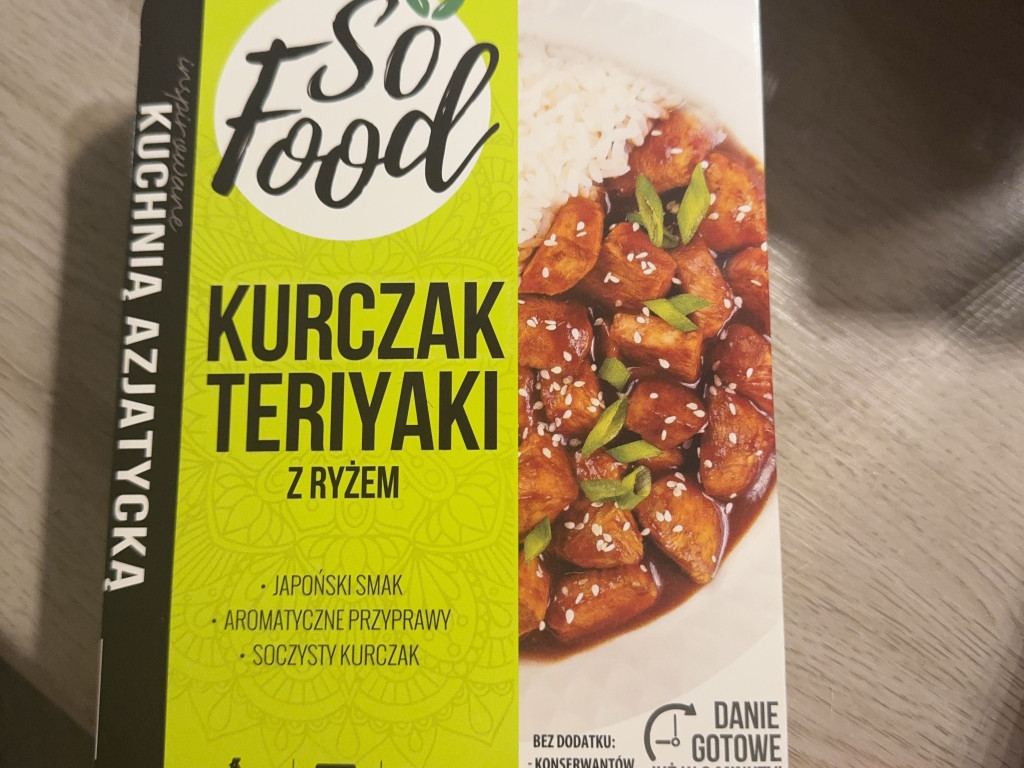 So
Food
inspirowane
KUCHNIĄ AZJATYCKĄ
KURCZAK
TERIYAKI
Z RYŻEM
• JAPOŃSKI SMAK
• AROMATYCZNE PRZYPRAWY
• SOCZYSTY KURCZAK
BEZ DODATKU:
- KONSERWANTÓW
DANIE
GOTOWE